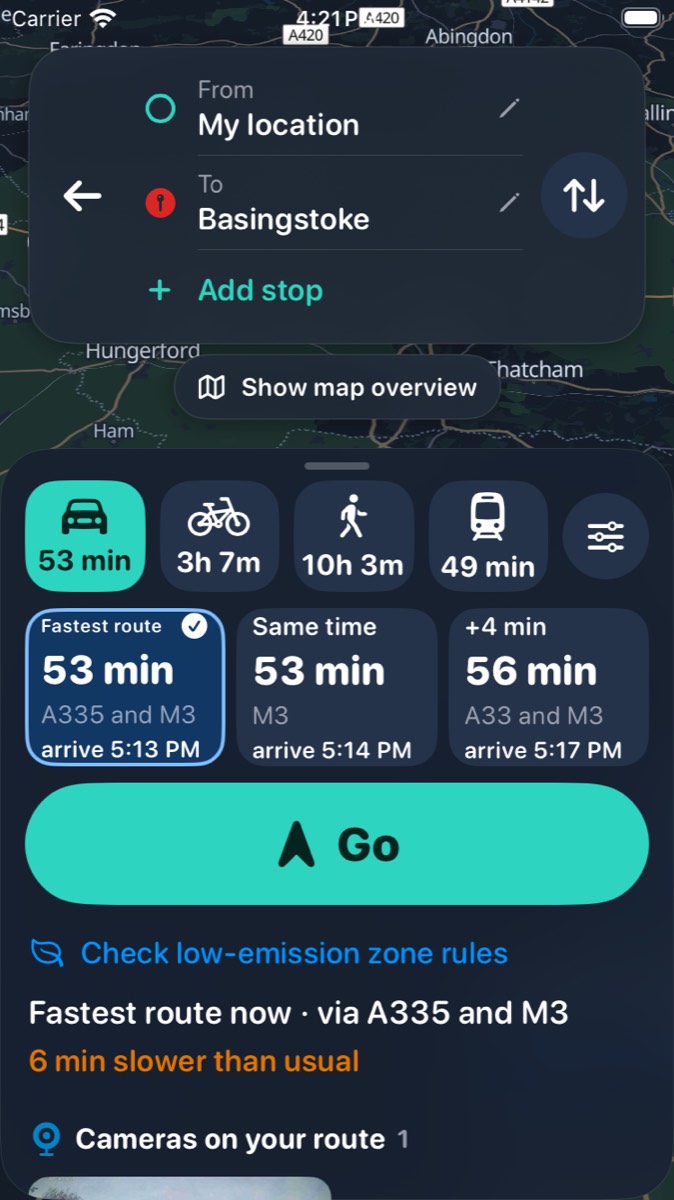 eCarrier
4:21 P
A420
A420
Abingdon
From
My location
To
Basingstoke
+ Add stop
Hungerford
Show map overview
Thatcham
Ham
53 min
3h 7m
10h 3m
49 min
Fastest route
53 min
A335 and M3
arrive 5:13 PM
Same time
53 min
M3
arrive 5:14 PM
+4 min
56 min
A33 and M3
arrive 5:17 PM
Go
Check low-emission zone rules
Fastest route now · via A335 and M3
6 min slower than usual
Cameras on your route 1